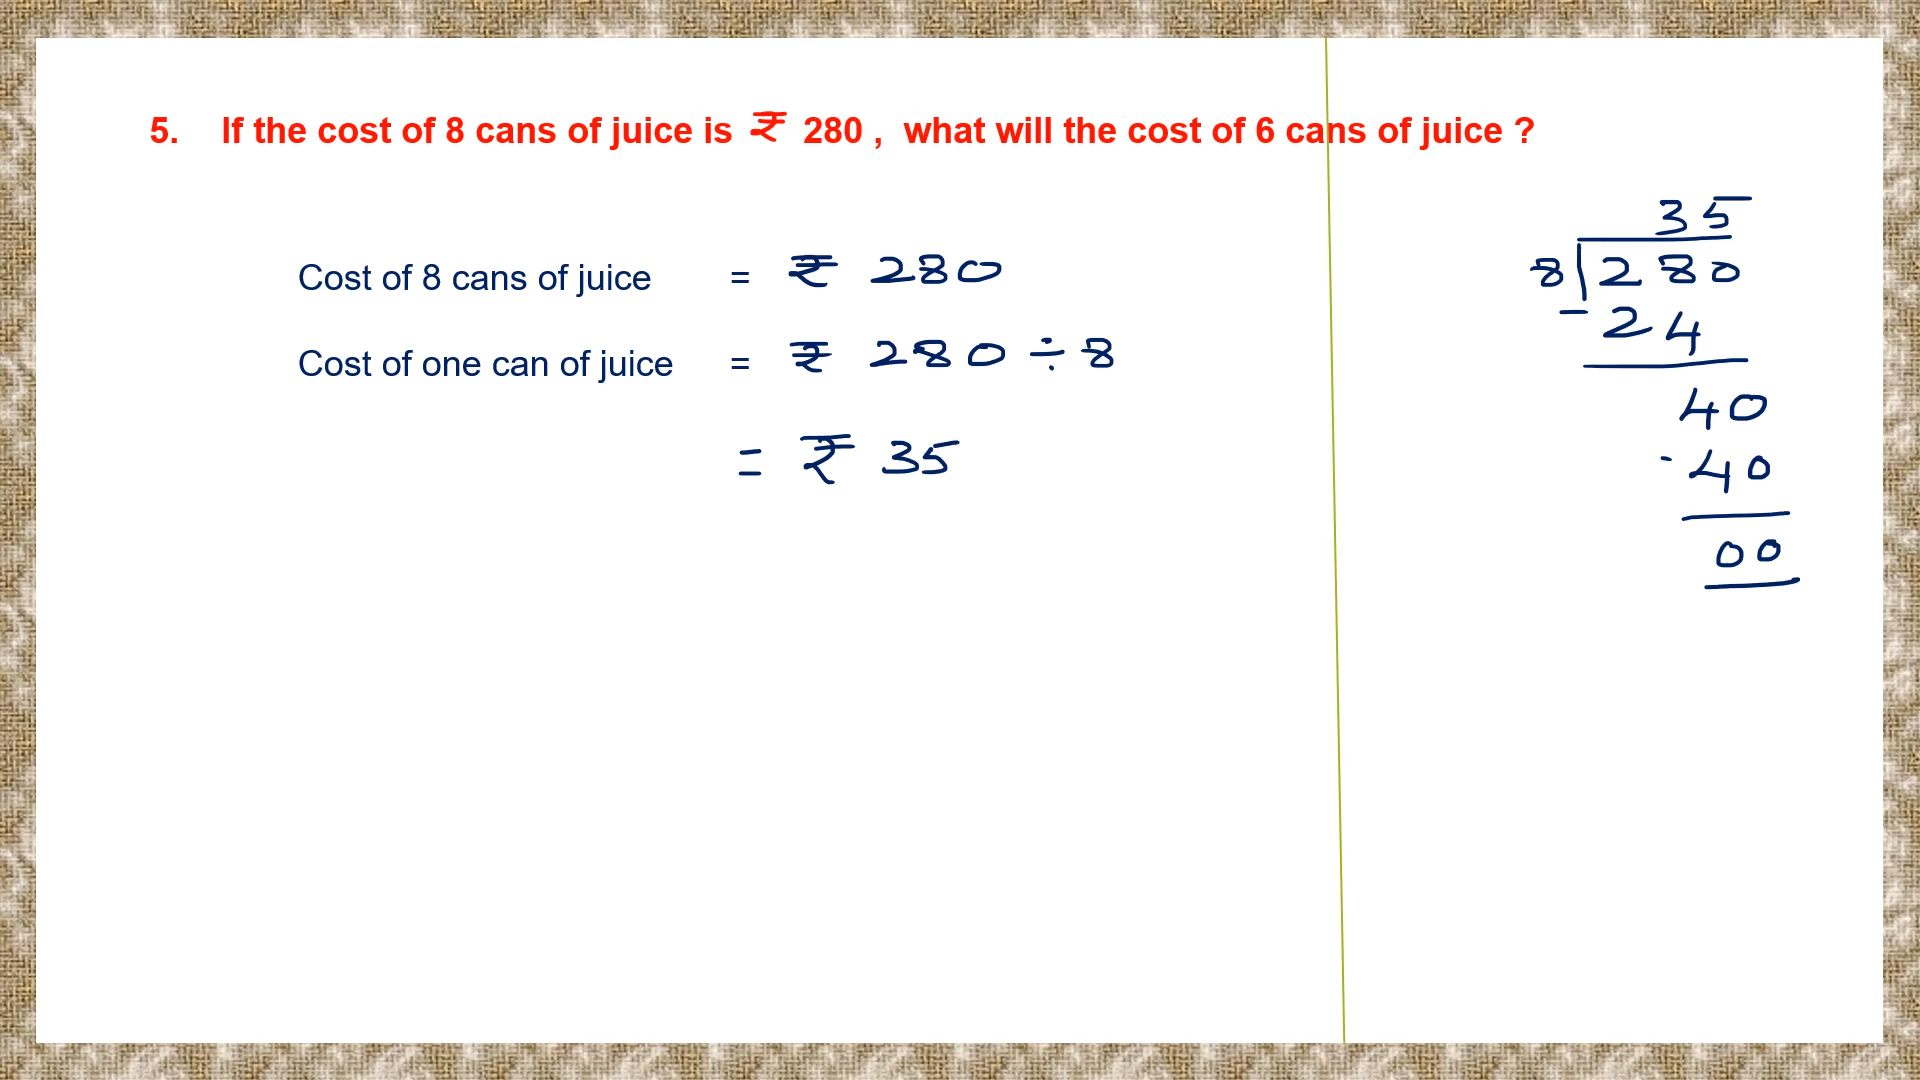 5. If the cost of 8 cans of juice is ₹ 280 , what will the cost of 6 cans of juice ?
Cost of 8 cans of juice = ₹ 280
Cost of one can of juice = ₹ 280 ÷ 8
= ₹ 35
35
8 280
- 24
40
- 40
00